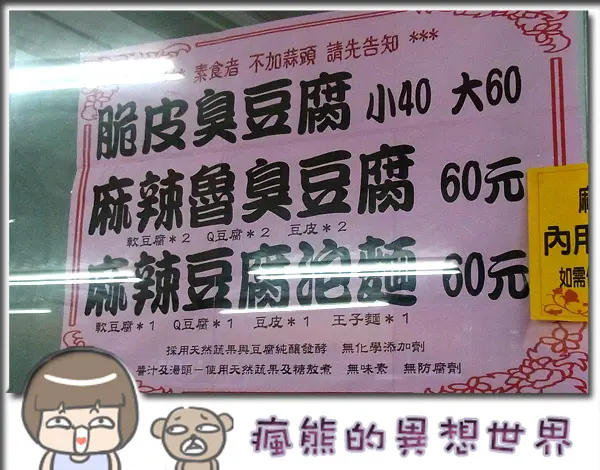 素食者 不加蒜頭 請先告知 ***
脆皮臭豆腐 小40 大60
麻辣魯臭豆腐 60元
軟豆腐*2 Q豆腐*2 豆皮*2
麻辣豆腐泡麵 60元
軟豆腐*1 Q豆腐*1 豆皮*1 王子麵*1
採用天然蔬果與豆腐純釀發酵 無化學添加劑
醬汁及湯頭－使用天然蔬果及糖熬煮 無味素 無防腐劑
內用
如需
瘋熊的異想世界